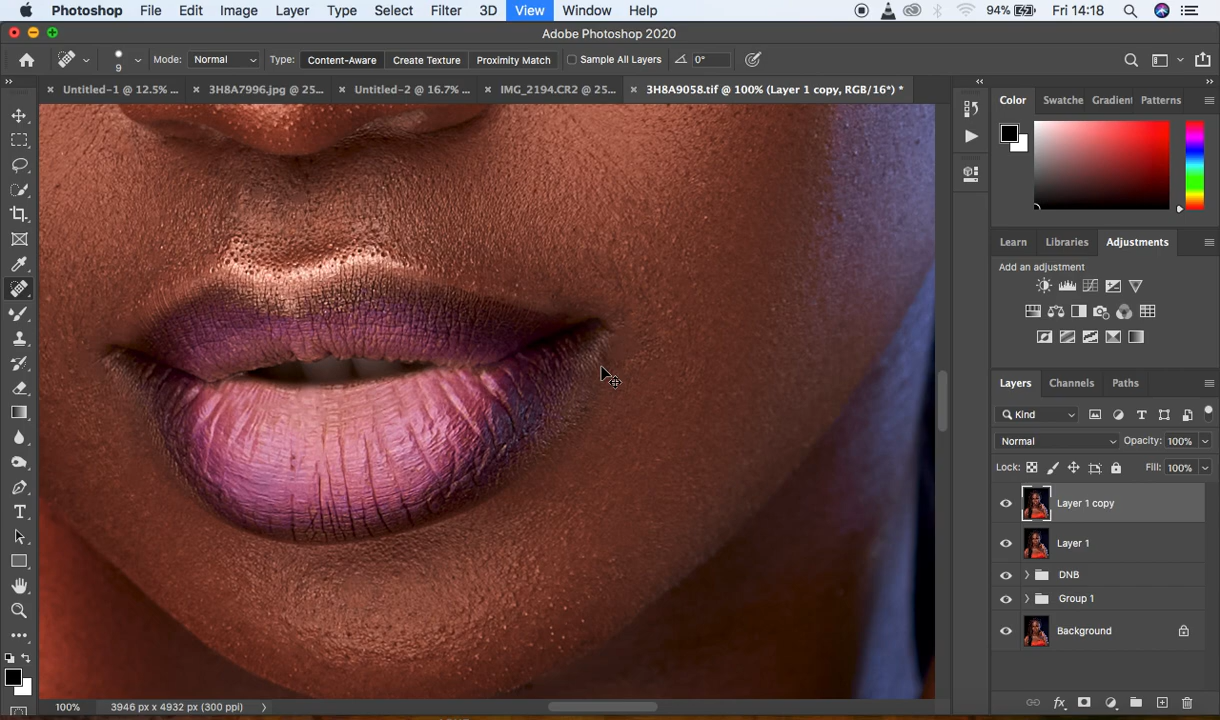 Photoshop File Edit Image Layer Type Select Filter 3D View Window Help 94% Fri 14:18
Adobe Photoshop 2020
9 Mode: Normal Type: Content-Aware Create Texture Proximity Match Sample All Layers 0°
Untitled-1 @ 12.5% ... 3H8A7996.jpg @ 25... Untitled-2 @ 16.7% ... IMG_2194.CR2 @ 25... 3H8A9058.tif @ 100% (Layer 1 copy, RGB/16*) *
Color Swatche Gradient Patterns
Learn Libraries Adjustments
Add an adjustment
Layers Channels Paths
Kind
Normal Opacity: 100%
Lock: Fill: 100%
Layer 1 copy
Layer 1
DNB
Group 1
Background
100% 3946 px x 4932 px (300 ppi)